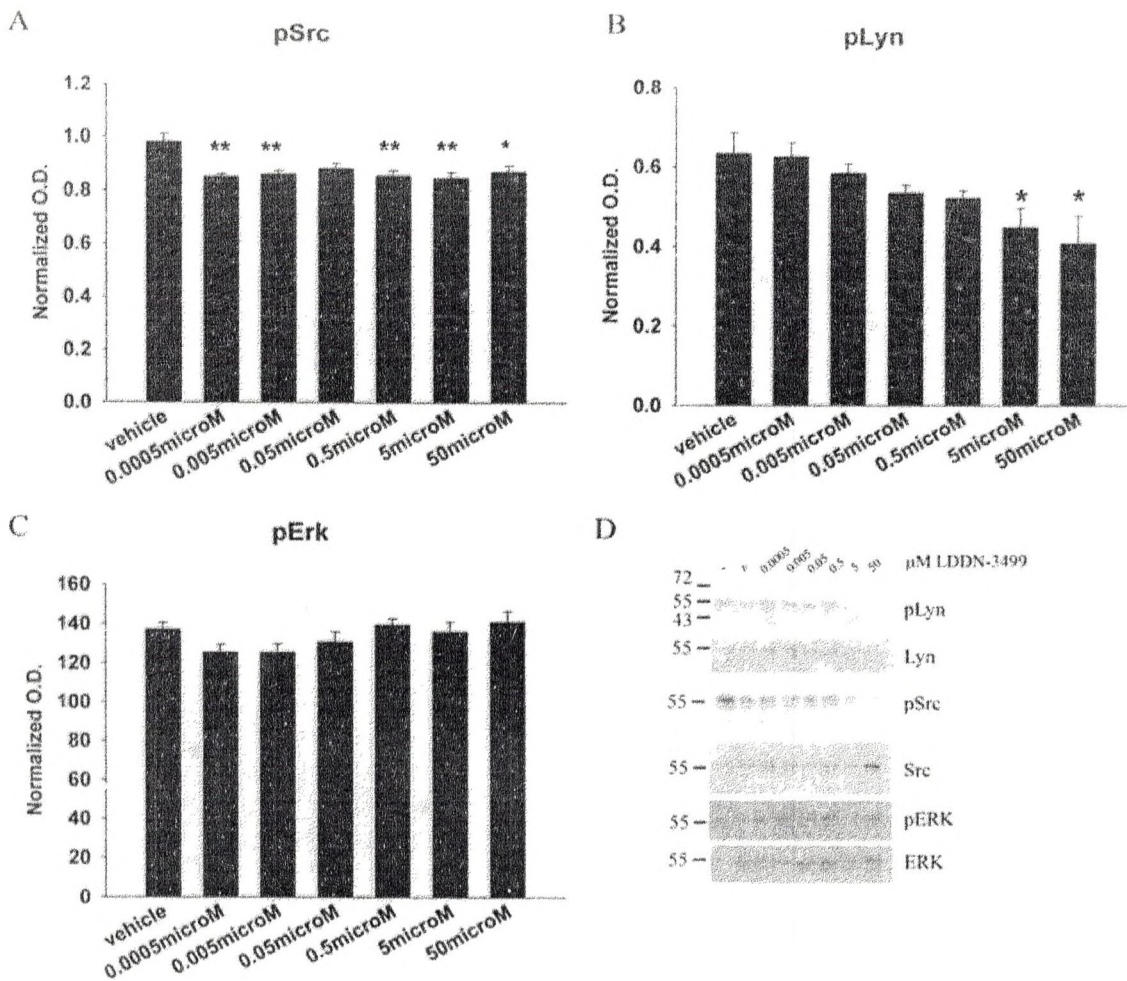 A
pSrc
Normalized O.D.
1.2
1.0
0.8
0.6
0.4
0.2
0.0
** ** ** ** *
vehicle 0.0005microM 0.005microM 0.05microM 0.5microM 5microM 50microM
B
pLyn
Normalized O.D.
0.8
0.6
0.4
0.2
0.0
* *
vehicle 0.0005microM 0.005microM 0.05microM 0.5microM 5microM 50microM
C
pErk
Normalized O.D.
160
140
120
100
80
60
40
20
0
vehicle 0.0005microM 0.005microM 0.05microM 0.5microM 5microM 50microM
D
- 0.0005 0.005 0.05 0.5 5 50 µM LDDN-3499
72
55 pLyn
43
55 Lyn
55 pSrc
55 Src
55 pERK
55 ERK